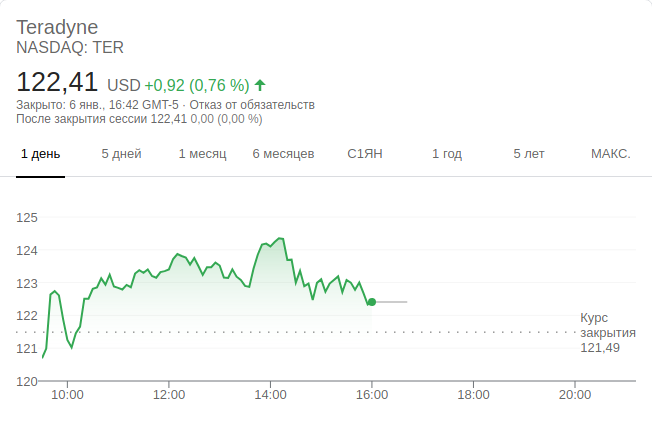 Teradyne
NASDAQ: TER
122,41 USD +0,92 (0,76 %)
Закрыто: 6 янв., 16:42 GMT-5 · Отказ от обязательств
После закрытия сессии 122,41 0,00 (0,00 %)
1 день 5 дней 1 месяц 6 месяцев С1ЯН 1 год 5 лет МАКС.
125
124
123
122
121
120
Курс
закрытия
121,49
10:00 12:00 14:00 16:00 18:00 20:00